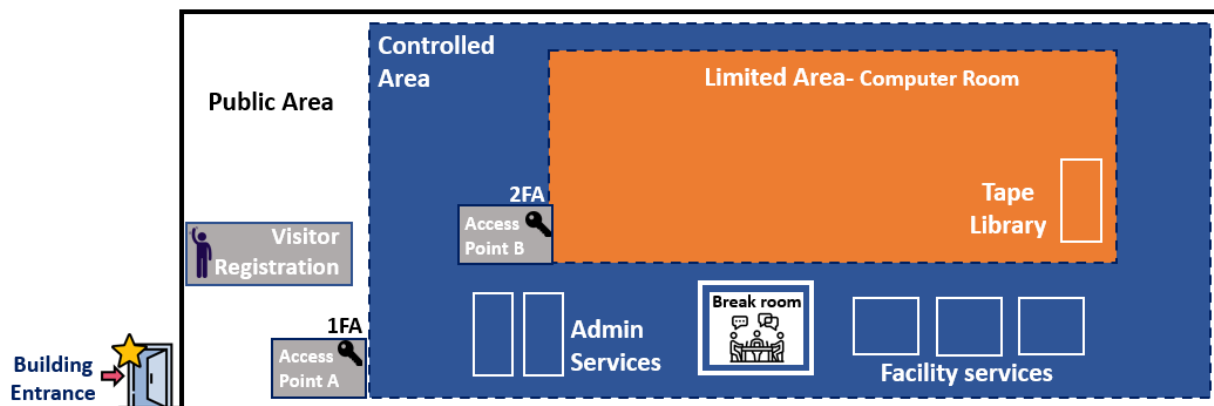 Controlled
Area
Limited Area- Computer Room
Public Area
Tape
Library
2FA
Access
Point B
Visitor
Registration
1FA
Access
Point A
Break room
Admin
Services
Facility services
Building
Entrance